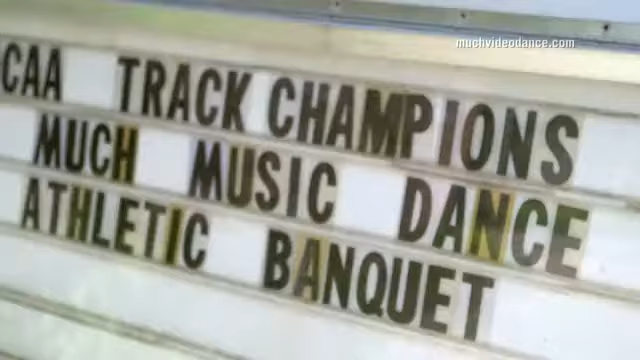 muchvideodance.com
CAA TRACK CHAMPIONS
MUCH MUSIC DANCE
ATHLETIC BANQUET